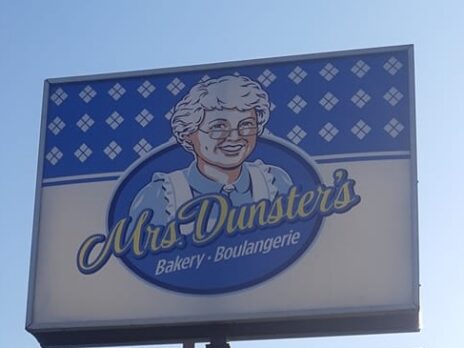 Mrs. Dunster's
Bakery · Boulangerie